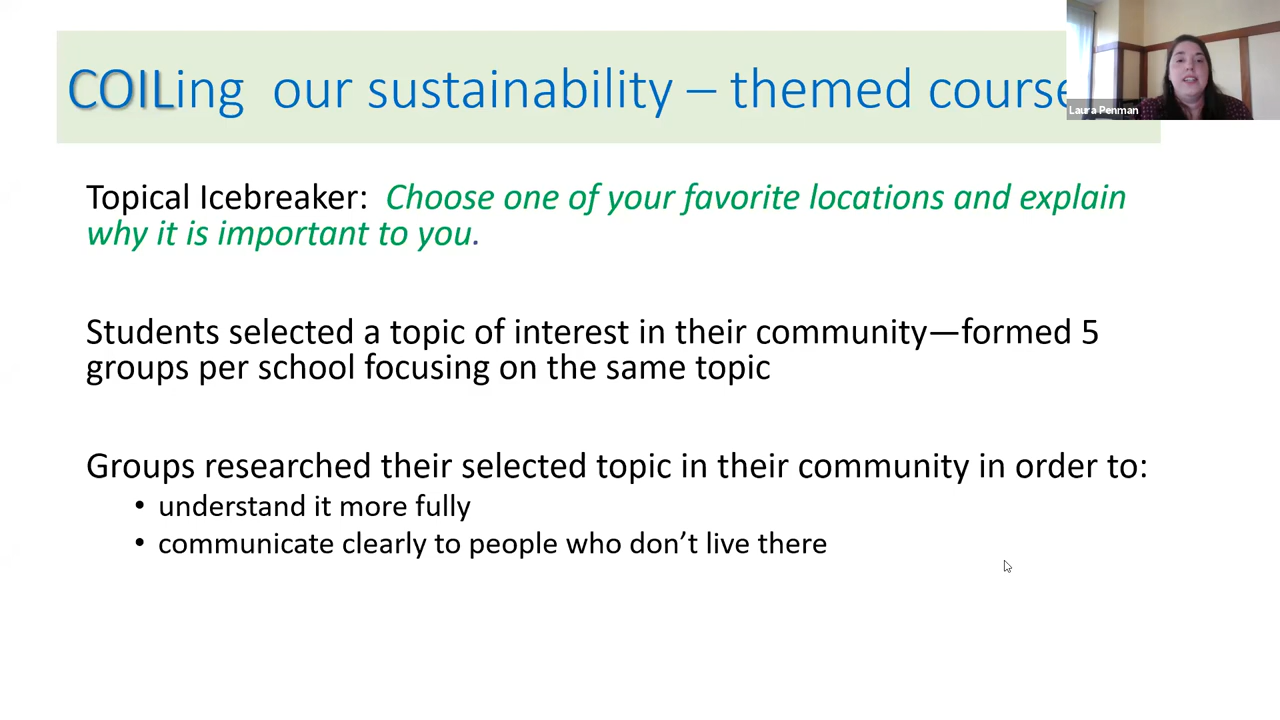 COILing our sustainability – themed course
Laura Penman
Topical Icebreaker: Choose one of your favorite locations and explain
why it is important to you.
Students selected a topic of interest in their community—formed 5
groups per school focusing on the same topic
Groups researched their selected topic in their community in order to:
• understand it more fully
• communicate clearly to people who don’t live there